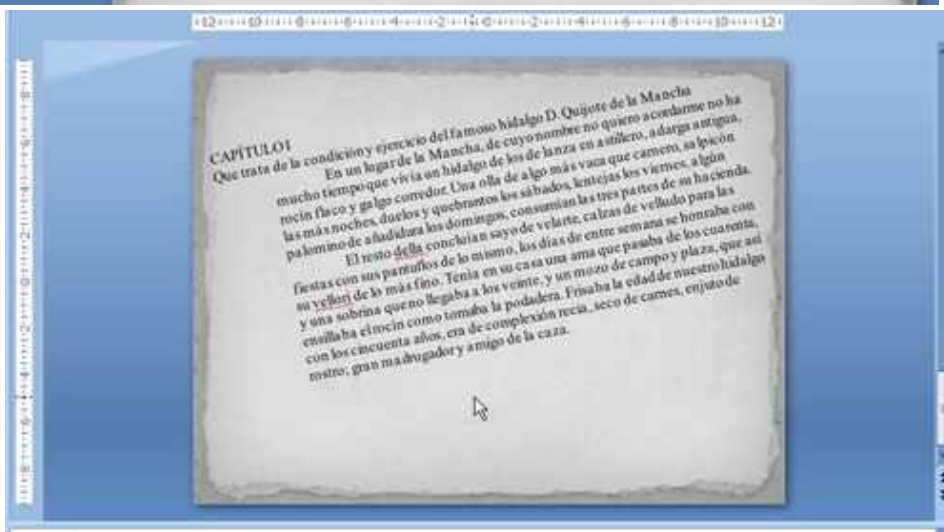 CAPÍTULO I
Que trata de la condición y ejercicio del famoso hidalgo D. Quijote de la Mancha
En un lugar de la Mancha, de cuyo nombre no quiero acordarme no ha
mucho tiempo que vivía un hidalgo de los de lanza en astillero, adarga antigua,
rocín flaco y galgo corredor. Una olla de algo más vaca que carnero, salpicón
las más noches, duelos y quebrantos los sábados, lentejas los viernes, algún
palomino de añadidura los domingos, consumían las tres partes de su hacienda.
El resto della concluían sayo de velarte, calzas de velludo para las
fiestas con sus pantuflos de lo mismo, los días de entre semana se honraba con
su vellori de lo más fino. Tenía en su casa una ama que pasaba de los cuarenta,
y una sobrina que no llegaba a los veinte, y un mozo de campo y plaza, que así
ensillaba el rocín como tomaba la podadera. Frisaba la edad de nuestro hidalgo
con los cincuenta años, era de complexión recia, seco de carnes, enjuto de
rostro; gran madrugador y amigo de la caza.